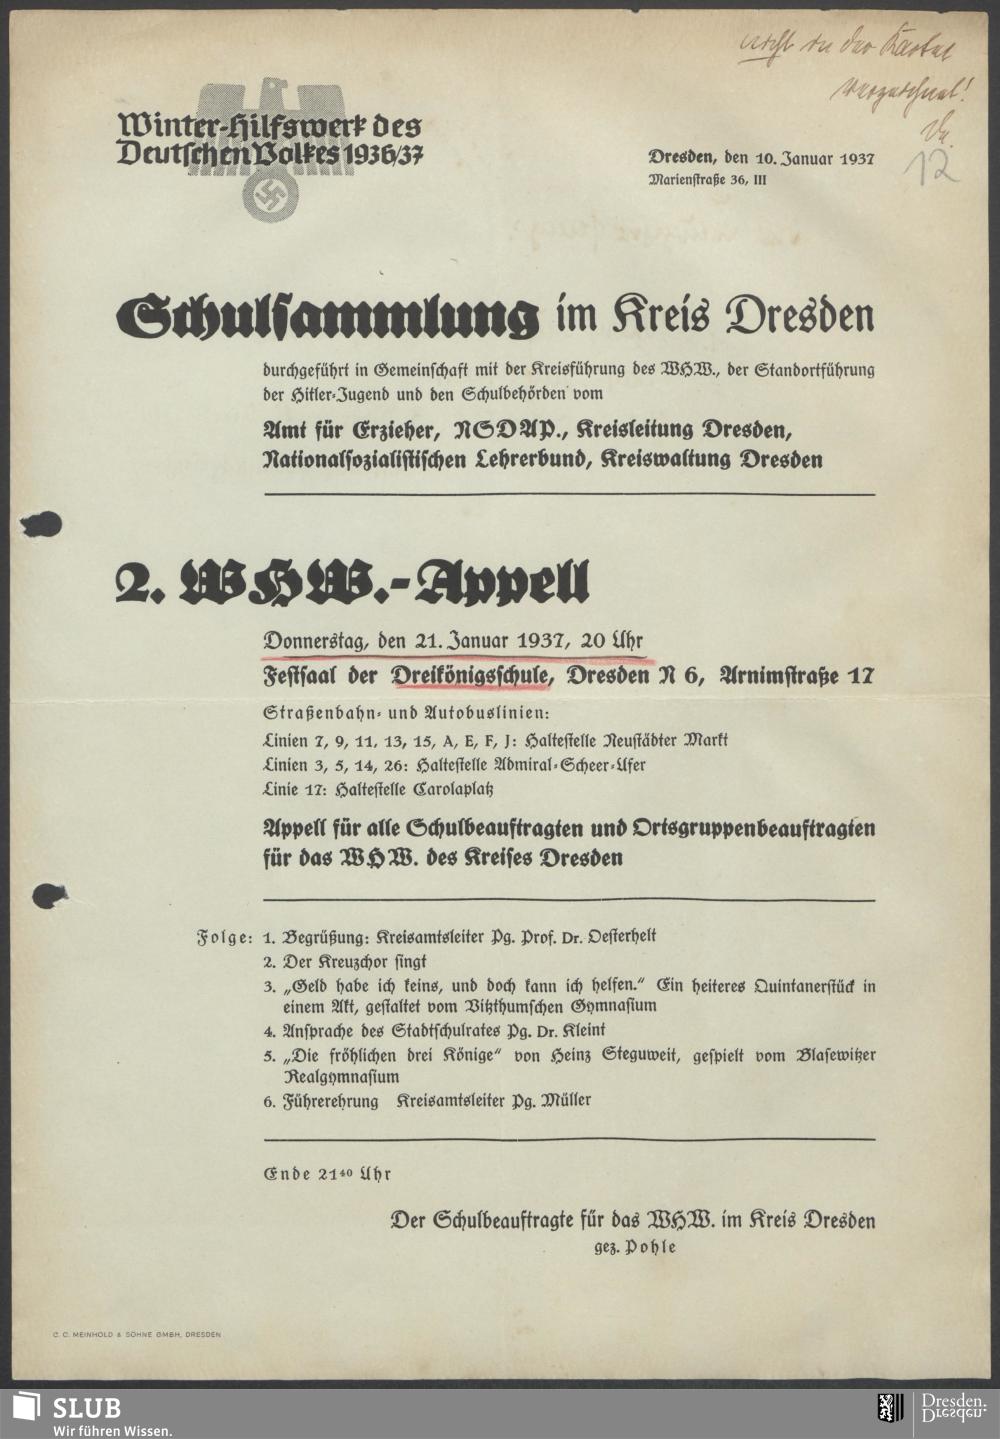 nicht in der Kartei
verzeichnet!
12
Winter-Hilfswerk des
Deutschen Volkes 1936/37
Dresden, den 10. Januar 1937
Marienstraße 36, III
Schulsammlung im Kreis Dresden
durchgeführt in Gemeinschaft mit der Kreisführung des WHW., der Standortführung
der Hitler-Jugend und den Schulbehörden vom
Amt für Erzieher, NSDAP., Kreisleitung Dresden,
Nationalsozialistischen Lehrerbund, Kreiswaltung Dresden
2. WHW.-Appell
Donnerstag, den 21. Januar 1937, 20 Uhr
Festsaal der Dreikönigsschule, Dresden N 6, Arnimstraße 17
Straßenbahn- und Autobuslinien:
Linien 7, 9, 11, 13, 15, A, E, F, J: Haltestelle Neustädter Markt
Linien 3, 5, 14, 26: Haltestelle Admiral-Scheer-Ufer
Linie 17: Haltestelle Carolaplatz
Appell für alle Schulbeauftragten und Ortsgruppenbeauftragten
für das WHW. des Kreises Dresden
Folge: 1. Begrüßung: Kreisamtsleiter Pg. Prof. Dr. Oesterhelt
2. Der Kreuzchor singt
3. „Geld habe ich keins, und doch kann ich helfen.“ Ein heiteres Quintanerstück in
einem Akt, gestaltet vom Vitzthumschen Gymnasium
4. Ansprache des Stadtschulrates Pg. Dr. Kleint
5. „Die fröhlichen drei Könige“ von Heinz Steguweit, gespielt vom Blasewitzer
Realgymnasium
6. Führerehrung Kreisamtsleiter Pg. Müller
Ende 21⁴⁰ Uhr
Der Schulbeauftragte für das WHW. im Kreis Dresden
gez. Pohle
C. C. MEINHOLD & SÖHNE GMBH, DRESDEN
SLUB
Wir führen Wissen.
Dresden.
Dresden.